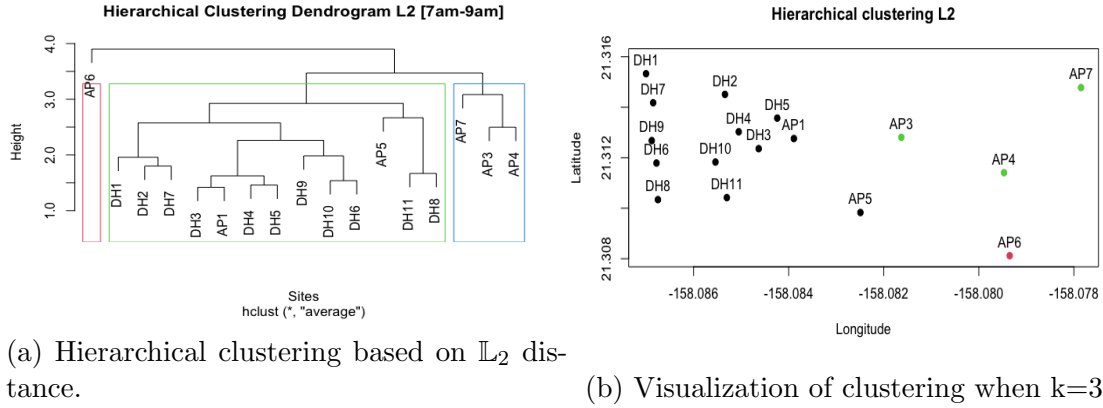 Hierarchical Clustering Dendrogram L2 [7am-9am]
Height
4.0
3.0
2.0
1.0
AP6
DH1
DH2
DH7
DH3
AP1
DH4
DH5
DH9
DH10
DH6
AP5
DH11
DH8
AP7
AP3
AP4
Sites
hclust (*, "average")
(a) Hierarchical clustering based on 𝕃₂ dis-
tance.
Hierarchical clustering L2
Latitude
21.316
21.312
21.308
DH1
DH7
DH2
DH5
DH9
DH4
DH3
AP1
DH6
DH10
DH8
DH11
AP5
AP3
AP7
AP4
AP6
-158.086
-158.084
-158.082
-158.080
-158.078
Longitude
(b) Visualization of clustering when k=3